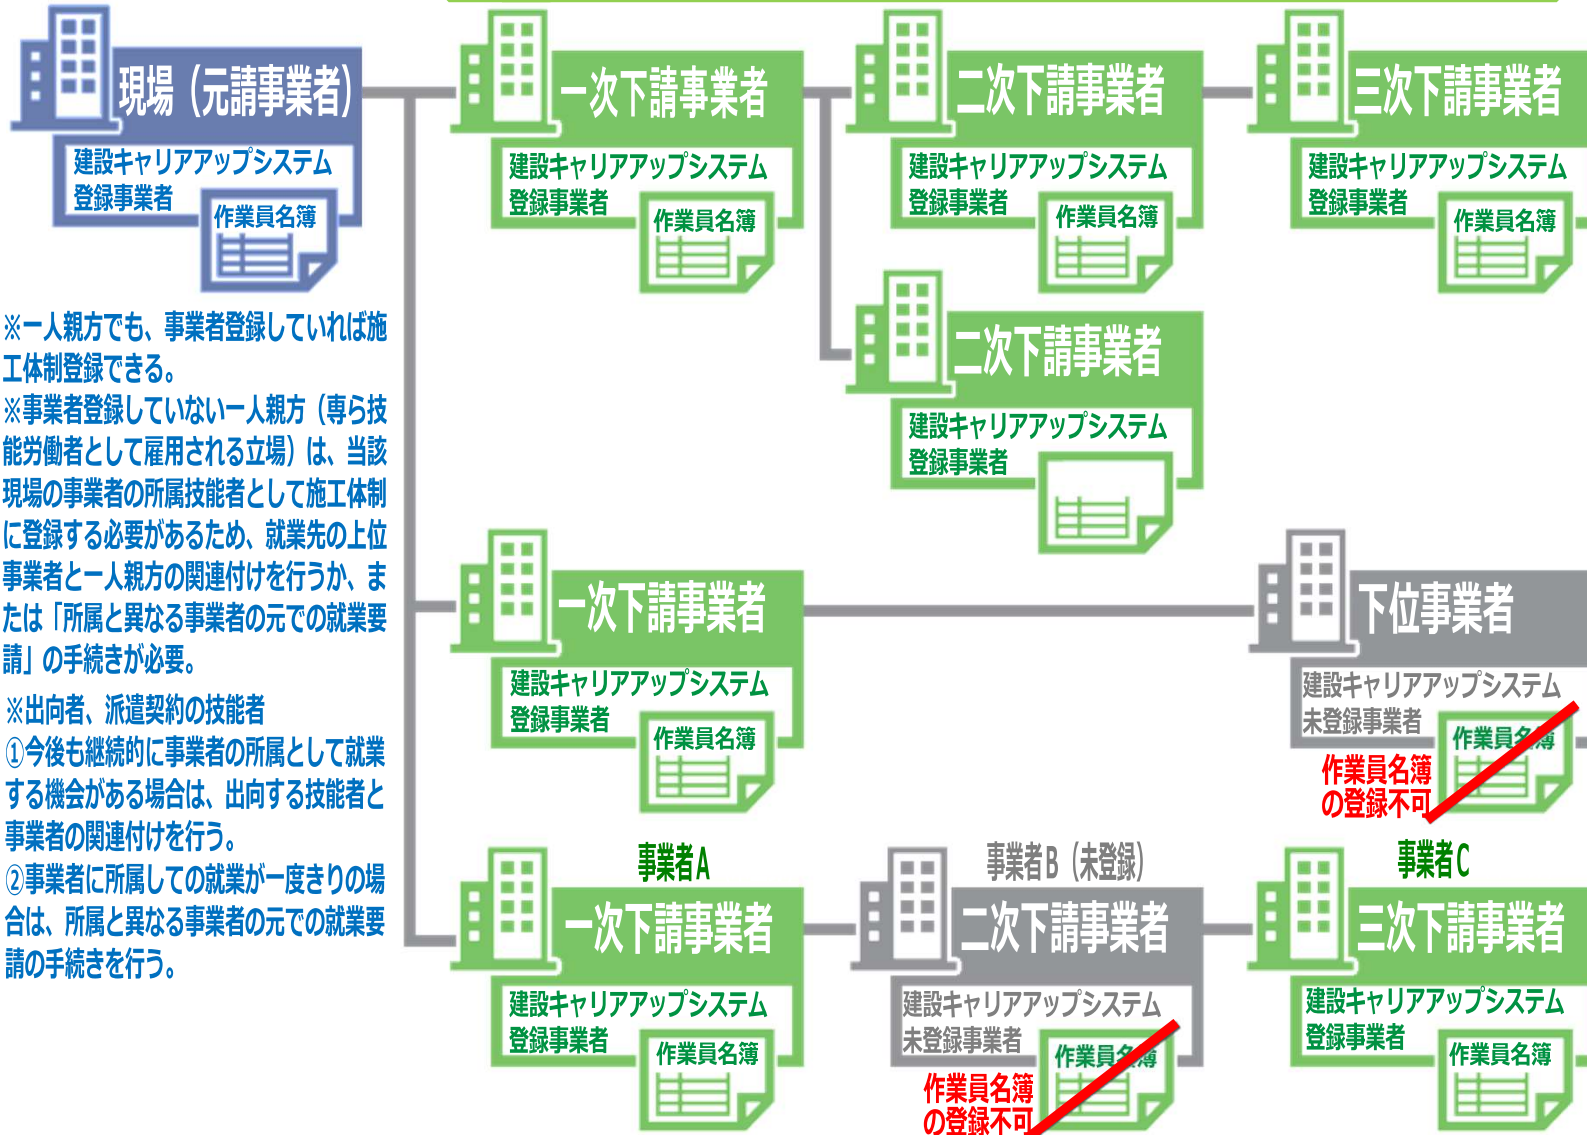 現場（元請事業者）
建設キャリアアップシステム
登録事業者
作業員名簿
一次下請事業者
建設キャリアアップシステム
登録事業者
作業員名簿
二次下請事業者
建設キャリアアップシステム
登録事業者
作業員名簿
三次下請事業者
建設キャリアアップシステム
登録事業者
作業員名簿
二次下請事業者
建設キャリアアップシステム
登録事業者
※一人親方でも、事業者登録していれば施
工体制登録できる。
※事業者登録していない一人親方（専ら技
能労働者として雇用される立場）は、当該
現場の事業者の所属技能者として施工体制
に登録する必要があるため、就業先の上位
事業者と一人親方の関連付けを行うか、ま
たは「所属と異なる事業者の元での就業要
請」の手続きが必要。
※出向者、派遣契約の技能者
①今後も継続的に事業者の所属として就業
する機会がある場合は、出向する技能者と
事業者の関連付けを行う。
②事業者に所属しての就業が一度きりの場
合は、所属と異なる事業者の元での就業要
請の手続きを行う。
一次下請事業者
建設キャリアアップシステム
登録事業者
作業員名簿
下位事業者
建設キャリアアップシステム
未登録事業者
作業員名簿
作業員名簿
の登録不可
事業者A
一次下請事業者
建設キャリアアップシステム
登録事業者
作業員名簿
事業者B（未登録）
二次下請事業者
建設キャリアアップシステム
未登録事業者
作業員名簿
作業員名簿
の登録不可
事業者C
三次下請事業者
建設キャリアアップシステム
登録事業者
作業員名簿